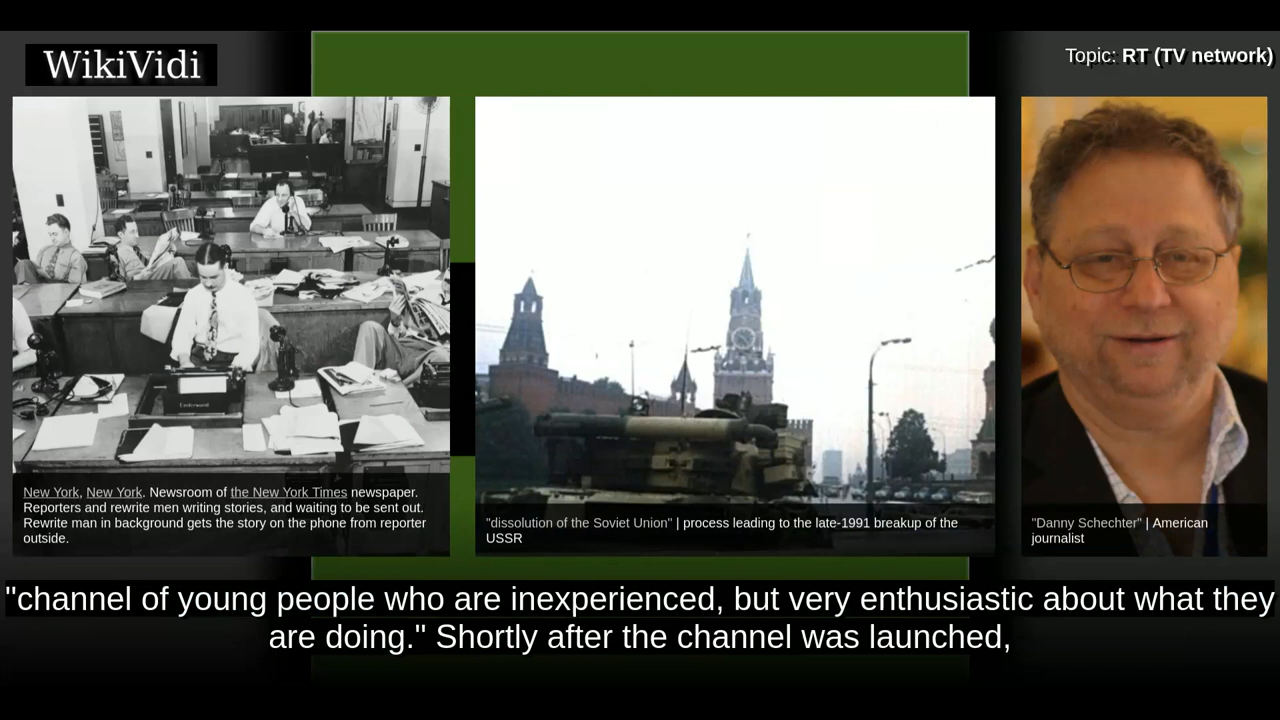 WikiVidi
Topic: RT (TV network)
New York, New York. Newsroom of the New York Times newspaper.
Reporters and rewrite men writing stories, and waiting to be sent out.
Rewrite man in background gets the story on the phone from reporter
outside.
"dissolution of the Soviet Union" | process leading to the late-1991 breakup of the
USSR
"Danny Schechter" | American
journalist
"channel of young people who are inexperienced, but very enthusiastic about what they
are doing." Shortly after the channel was launched,